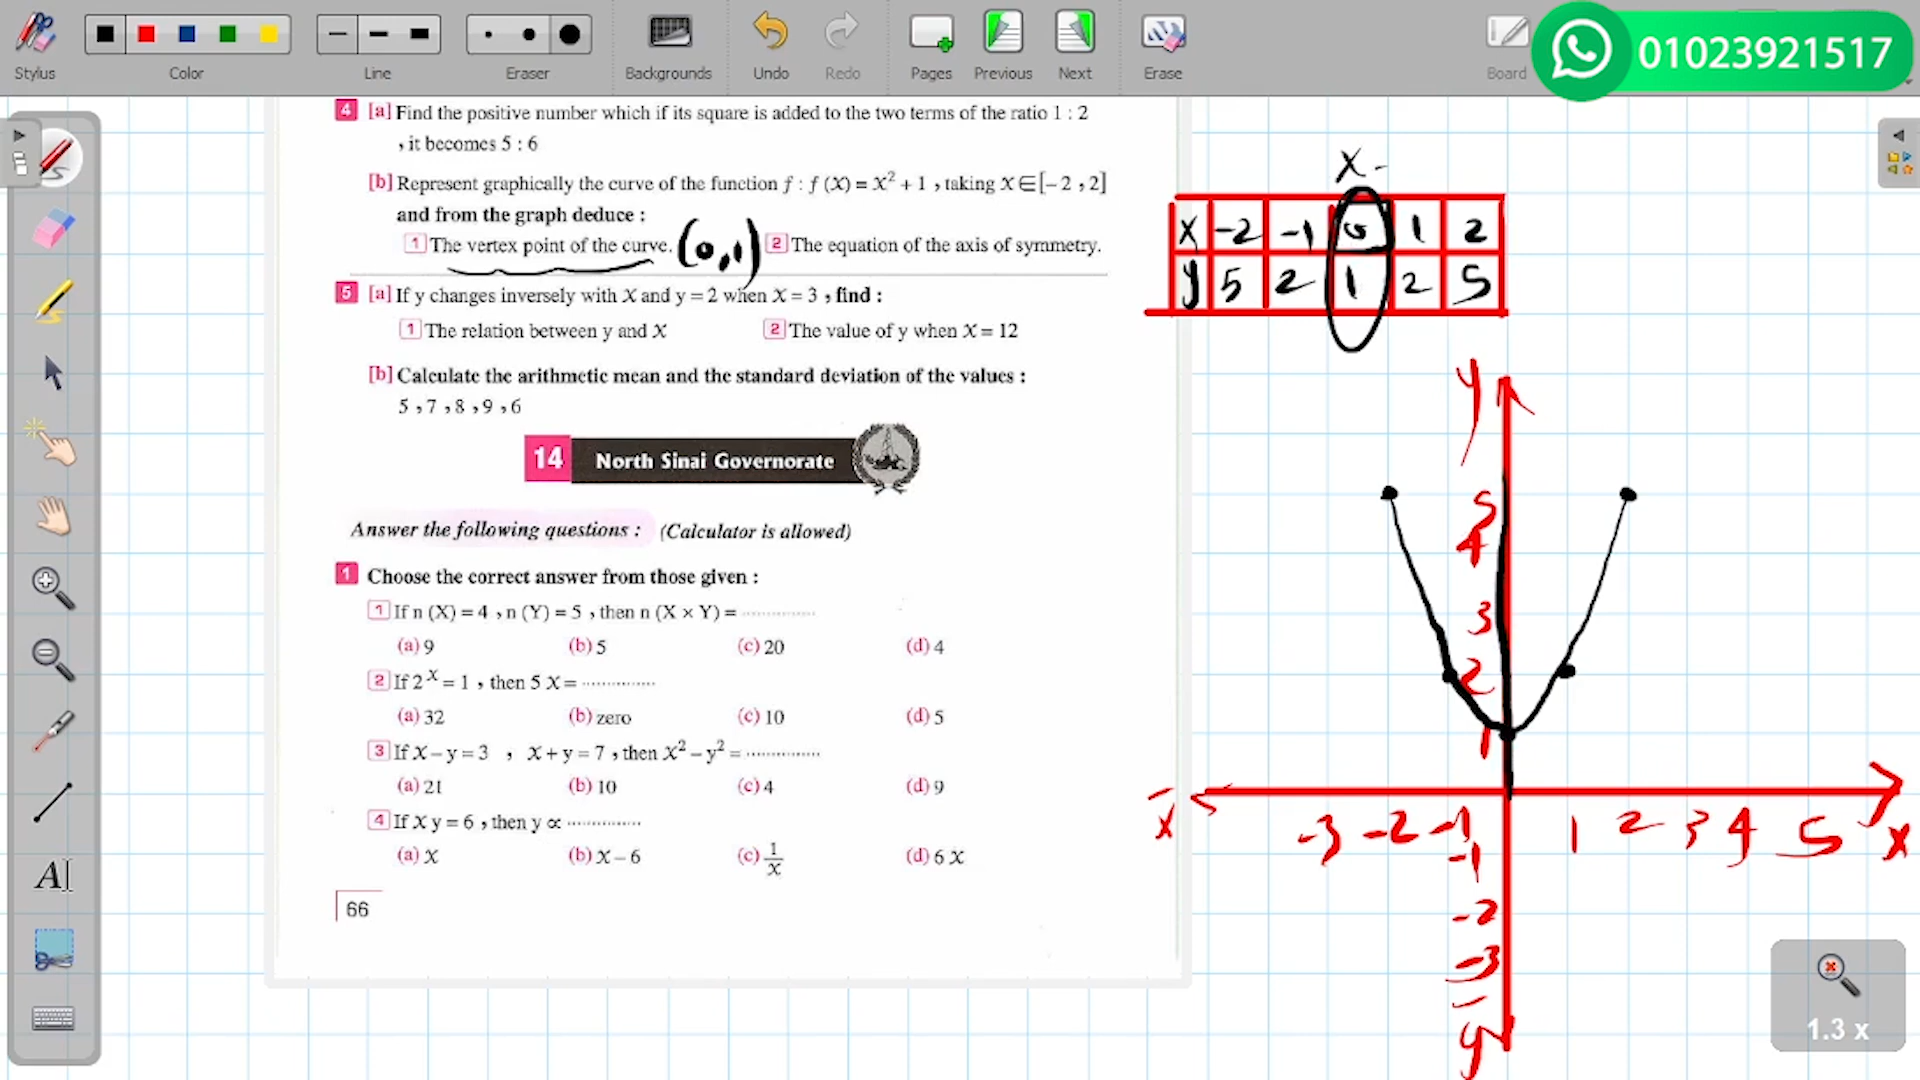 Stylus
Color
Line
Eraser
Backgrounds
Undo
Redo
Pages
Previous
Next
Erase
Board
01023921517
4 [a] Find the positive number which if its square is added to the two terms of the ratio 1 : 2
, it becomes 5 : 6
[b] Represent graphically the curve of the function f : f (X) = X² + 1 , taking X ∈ [– 2 , 2]
and from the graph deduce :
1 The vertex point of the curve. (0,1) 2 The equation of the axis of symmetry.
5 [a] If y changes inversely with X and y = 2 when X = 3 , find :
1 The relation between y and X 2 The value of y when X = 12
[b] Calculate the arithmetic mean and the standard deviation of the values :
5 , 7 , 8 , 9 , 6
14 North Sinai Governorate
Answer the following questions : (Calculator is allowed)
1 Choose the correct answer from those given :
1 If n (X) = 4 , n (Y) = 5 , then n (X × Y) = ...............
(a) 9 (b) 5 (c) 20 (d) 4
2 If 2ˣ = 1 , then 5 X = ...............
(a) 32 (b) zero (c) 10 (d) 5
3 If X – y = 3 , X + y = 7 , then X² – y² = ...............
(a) 21 (b) 10 (c) 4 (d) 9
4 If X y = 6 , then y ∝ ...............
(a) X (b) X – 6 (c) 1/X (d) 6 X
66
X -
X -2 -1 0 1 2
y 5 2 1 2 5
y
5
4
3
2
1
-3 -2 -1 1 2 3 4 5 x
-1
-2
-3
1.3 x
AI